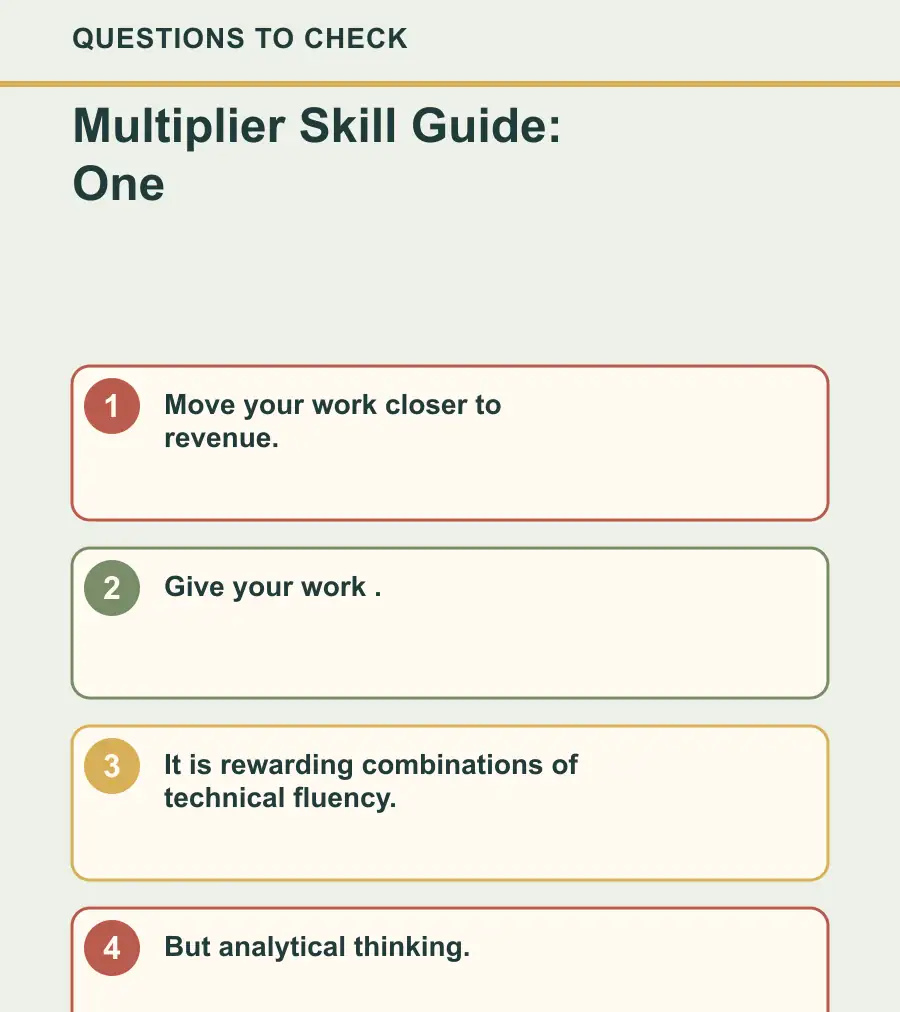 QUESTIONS TO CHECK
Multiplier Skill Guide:
One
1
Move your work closer to
revenue.
2
Give your work .
3
It is rewarding combinations of
technical fluency.
4
But analytical thinking.